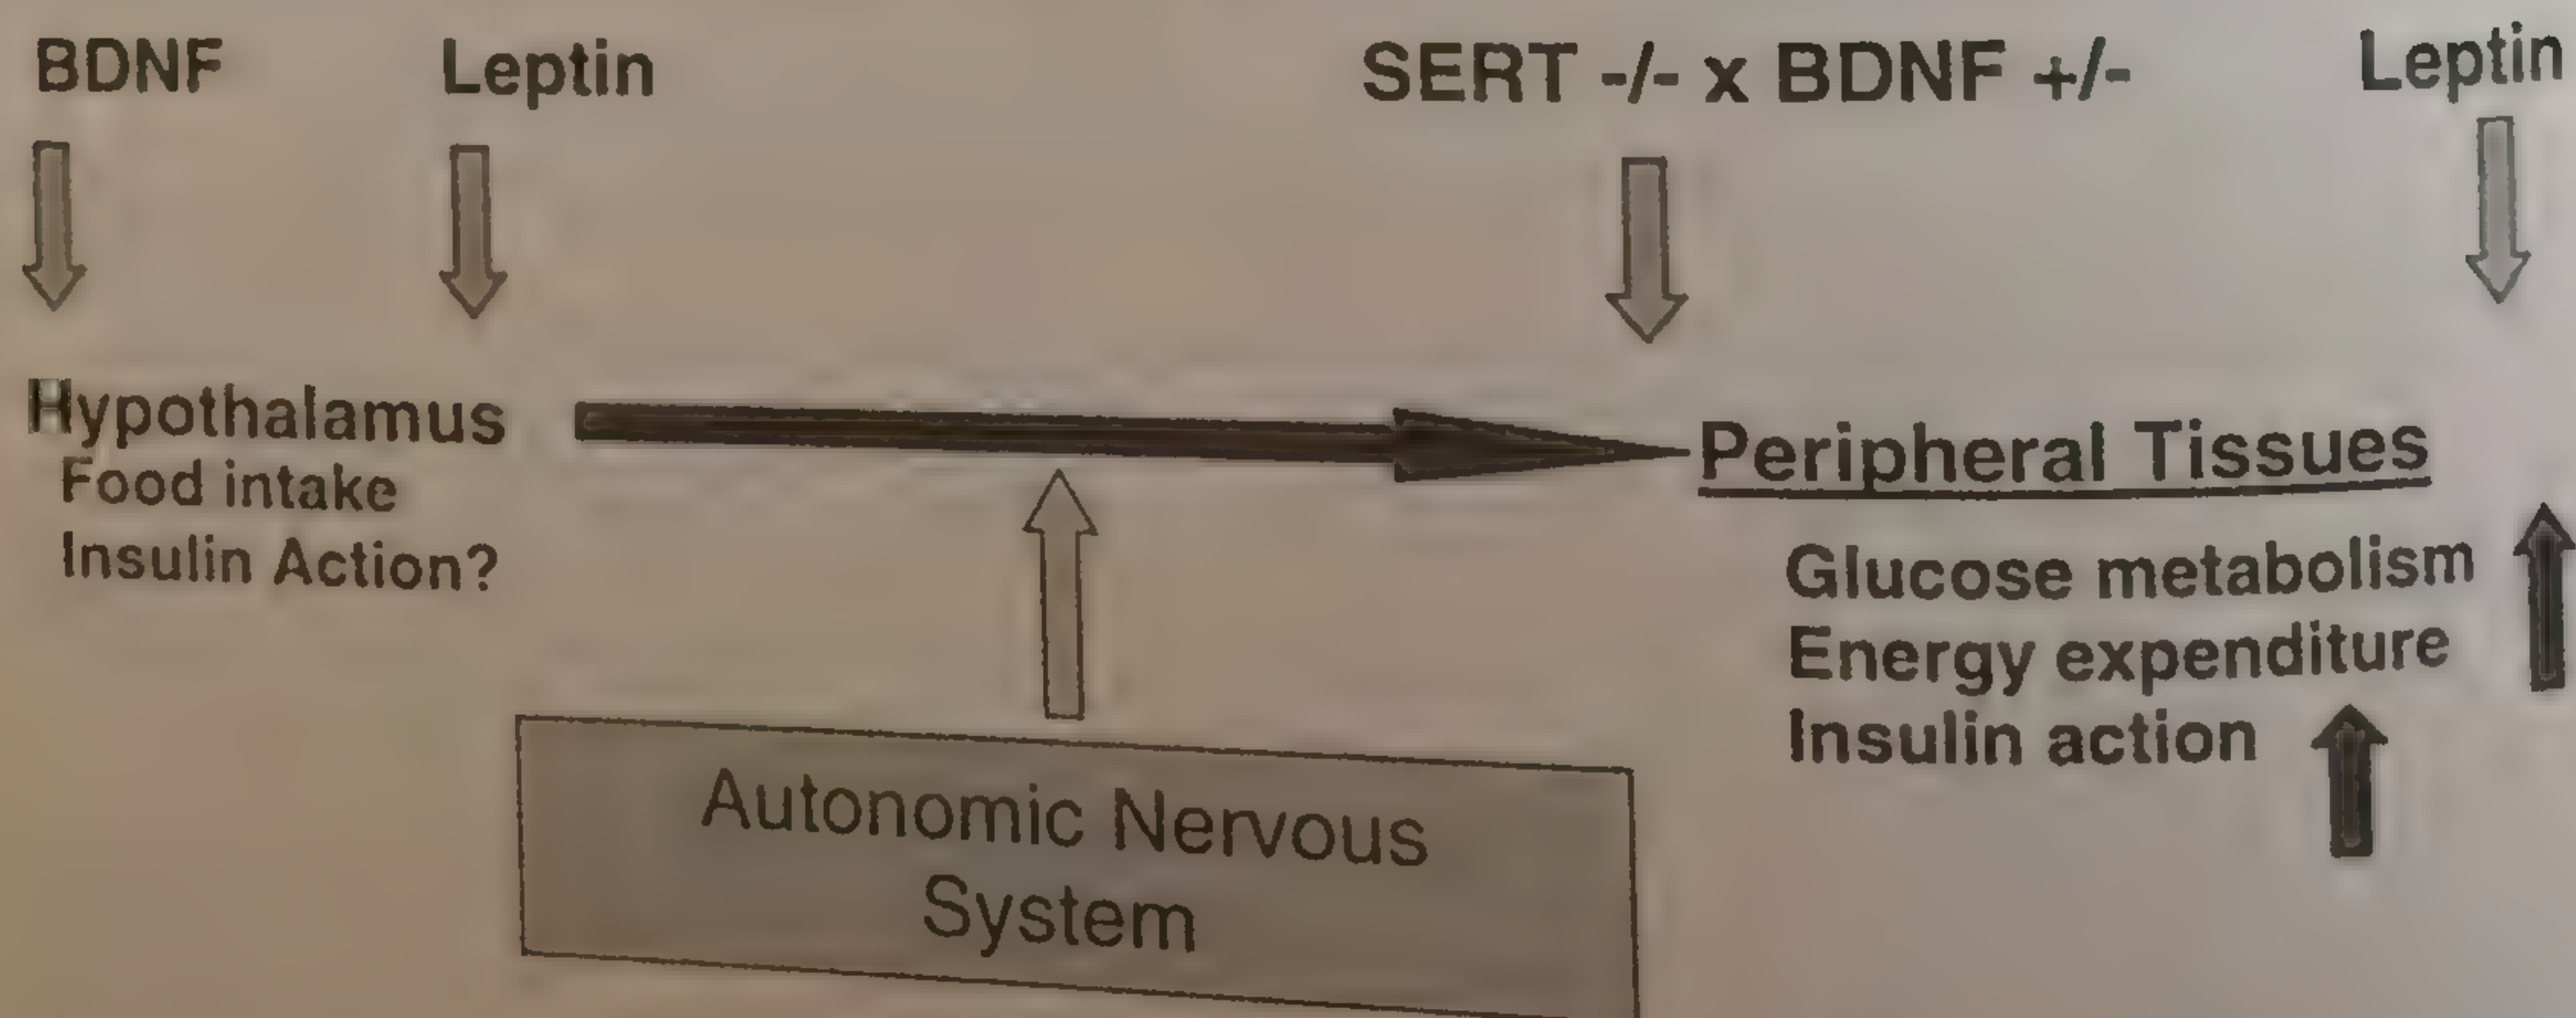 BDNF Leptin SERT -/- x BDNF +/- Leptin
Hypothalamus
Food intake
Insulin Action?
Peripheral Tissues
Glucose metabolism
Energy expenditure
Insulin action
Autonomic Nervous
System